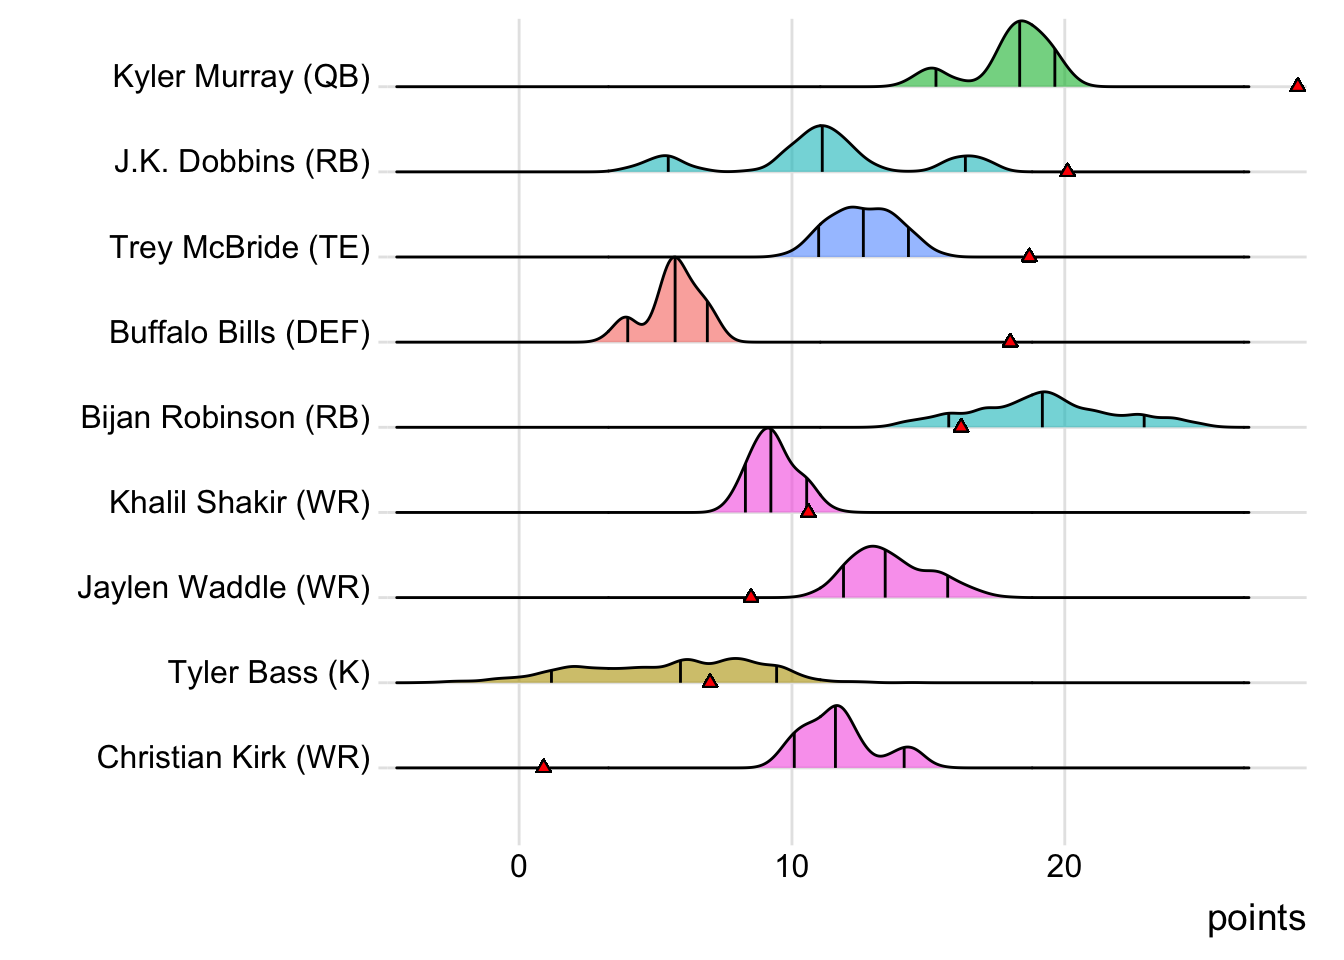 Kyler Murray (QB)
J.K. Dobbins (RB)
Trey McBride (TE)
Buffalo Bills (DEF)
Bijan Robinson (RB)
Khalil Shakir (WR)
Jaylen Waddle (WR)
Tyler Bass (K)
Christian Kirk (WR)
0 10 20
points